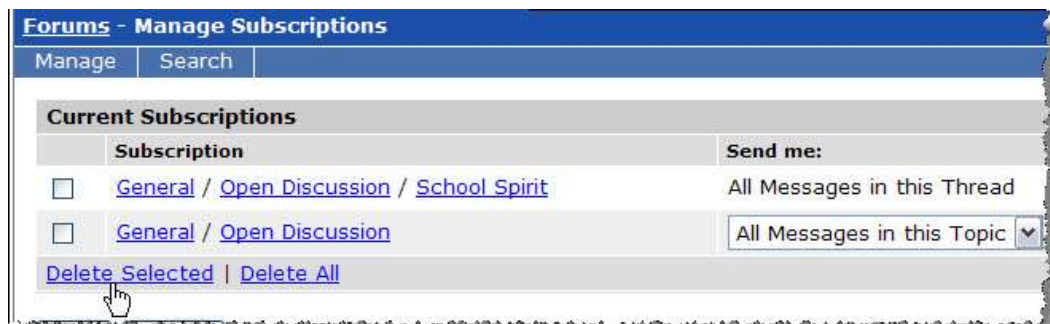 Forums - Manage Subscriptions
Manage | Search |
Current Subscriptions
Subscription Send me:
General / Open Discussion / School Spirit All Messages in this Thread
General / Open Discussion All Messages in this Topic
Delete Selected | Delete All